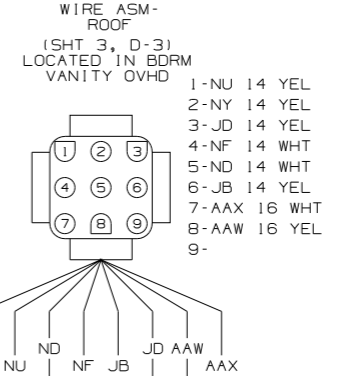 WIRE ASM-
ROOF
(SHT 3, D-3)
LOCATED IN BDRM
VANITY OVHD
1-NU 14 YEL
2-NY 14 YEL
3-JD 14 YEL
4-NF 14 WHT
5-ND 14 WHT
6-JB 14 YEL
7-AAX 16 WHT
8-AAW 16 YEL
9-
1 2 3
4 5 6
7 8 9
ND JD AAW
NU NF JB AAX